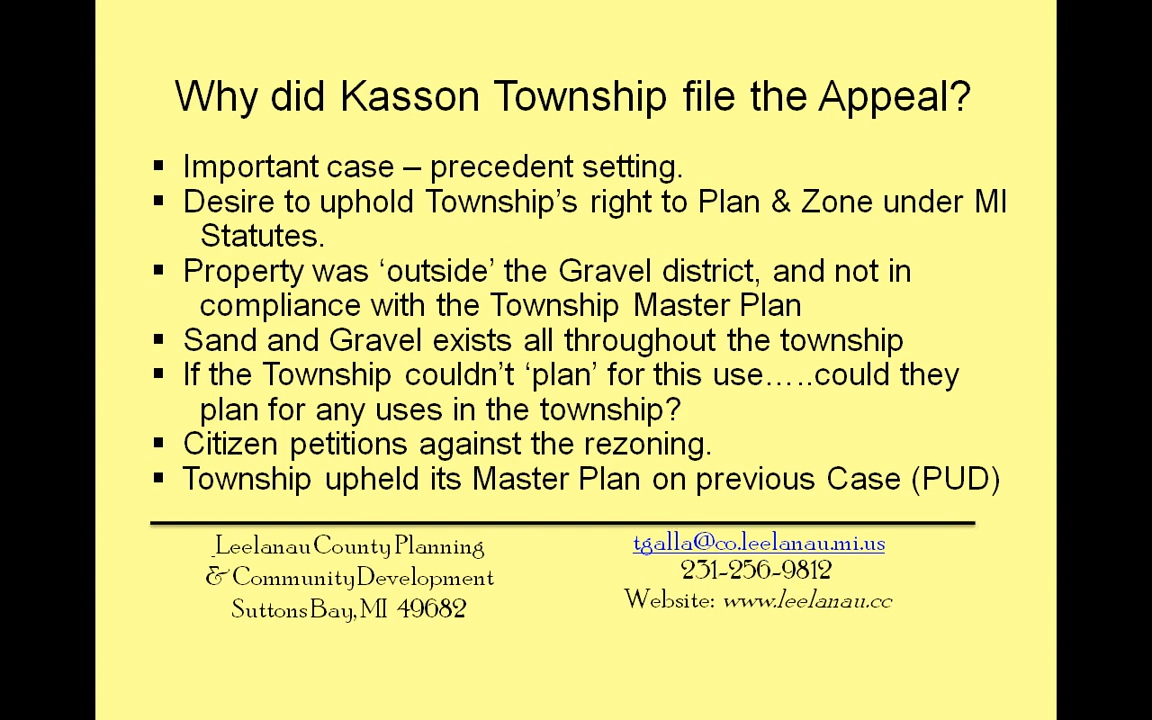 Why did Kasson Township file the Appeal?
▪ Important case – precedent setting.
▪ Desire to uphold Township's right to Plan & Zone under MI
Statutes.
▪ Property was ‘outside’ the Gravel district, and not in
compliance with the Township Master Plan
▪ Sand and Gravel exists all throughout the township
▪ If the Township couldn’t ‘plan’ for this use…..could they
plan for any uses in the township?
▪ Citizen petitions against the rezoning.
▪ Township upheld its Master Plan on previous Case (PUD)
Leelanau County Planning
& Community Development
Suttons Bay, MI 49682
tgalla@co.leelanau.mi.us
231-256-9812
Website: www.leelanau.cc